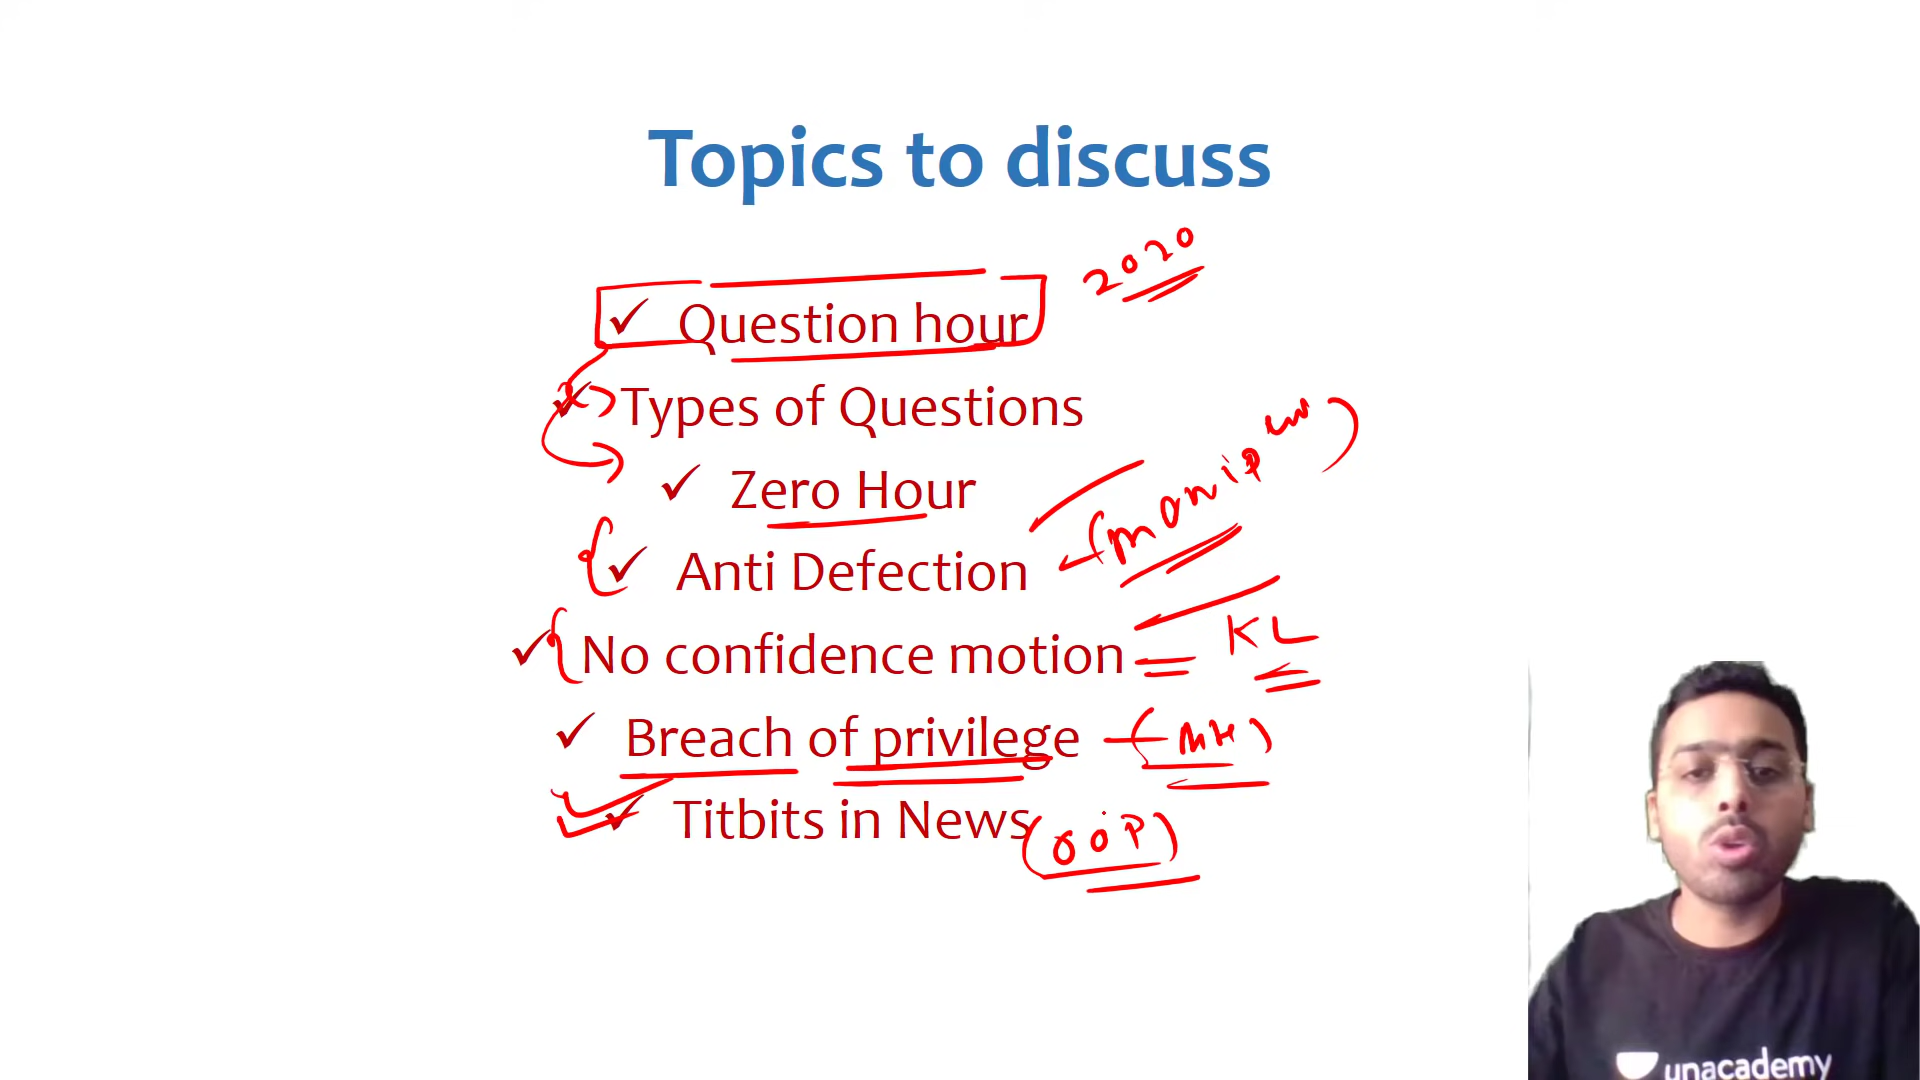 Topics to discuss
2020
✓ Question hour
✓ Types of Questions
✓ Zero Hour
(manipur)
✓ Anti Defection
✓ No confidence motion
KL
✓ Breach of privilege
(MH)
✓ Titbits in News
(OOP)
unacademy